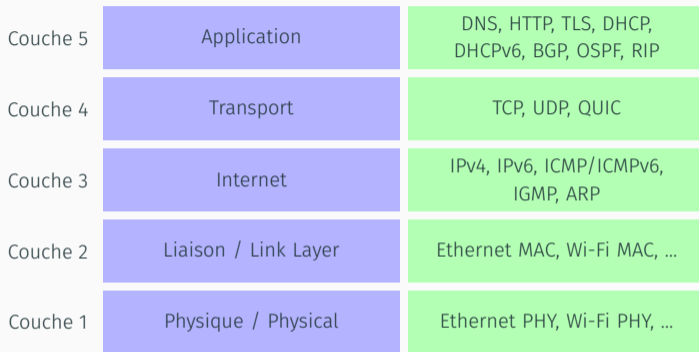 Couche 5
Application
DNS, HTTP, TLS, DHCP,
DHCPv6, BGP, OSPF, RIP
Couche 4
Transport
TCP, UDP, QUIC
Couche 3
Internet
IPv4, IPv6, ICMP/ICMPv6,
IGMP, ARP
Couche 2
Liaison / Link Layer
Ethernet MAC, Wi-Fi MAC, ...
Couche 1
Physique / Physical
Ethernet PHY, Wi-Fi PHY, ...